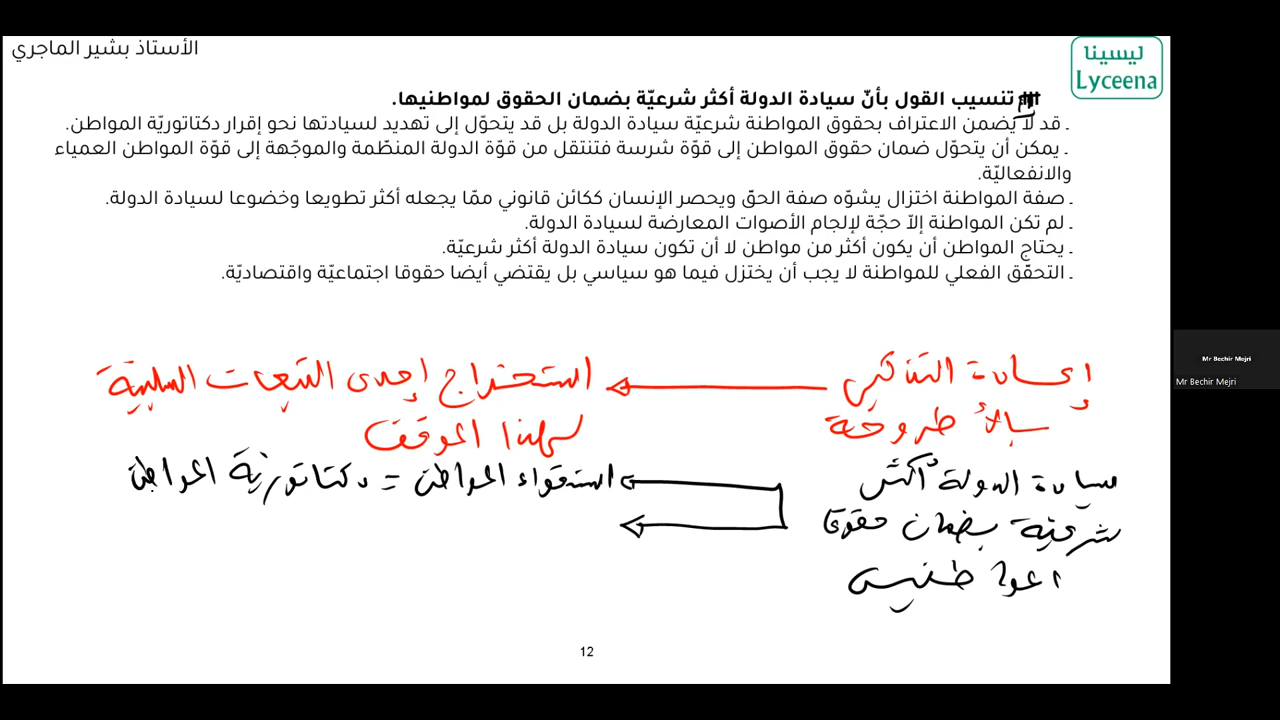 الأستاذ بشير الماجري
ليسينا
Lyceena
تنسيب القول بأنّ سيادة الدولة أكثر شرعيّة بضمان الحقوق لمواطنيها.
ـ قد لا يضمن الاعتراف بحقوق المواطنة شرعيّة سيادة الدولة بل قد يتحوّل إلى تهديد لسيادتها نحو إقرار دكتاتوريّة المواطن.
ـ يمكن أن يتحوّل ضمان حقوق المواطن إلى قوّة شرسة فتنتقل من قوّة الدولة المنظّمة والموجّهة إلى قوّة المواطن العمياء
والانفعاليّة.
ـ صفة المواطنة اختزال يشوّه صفة الحقّ ويحصر الإنسان ككائن قانوني ممّا يجعله أكثر تطويعا وخضوعا لسيادة الدولة.
ـ لم تكن المواطنة إلاّ حجّة لإلجام الأصوات المعارضة لسيادة الدولة.
ـ يحتاج المواطن أن يكون أكثر من مواطن لا أن تكون سيادة الدولة أكثر شرعيّة.
ـ التحقّق الفعلي للمواطنة لا يجب أن يختزل فيما هو سياسي بل يقتضي أيضا حقوقا اجتماعيّة واقتصاديّة.
إعادة التذكير استخراج إحدى التبعات السلبية
بالأطروحة لهذا الموقف
سيادة الدولة أكثر استقواء المواطن = دكتاتورية المواطن
شرعية بضمان حقوق
المواطنين
12
Mr Bechir Mejri
Mr Bechir Mejri